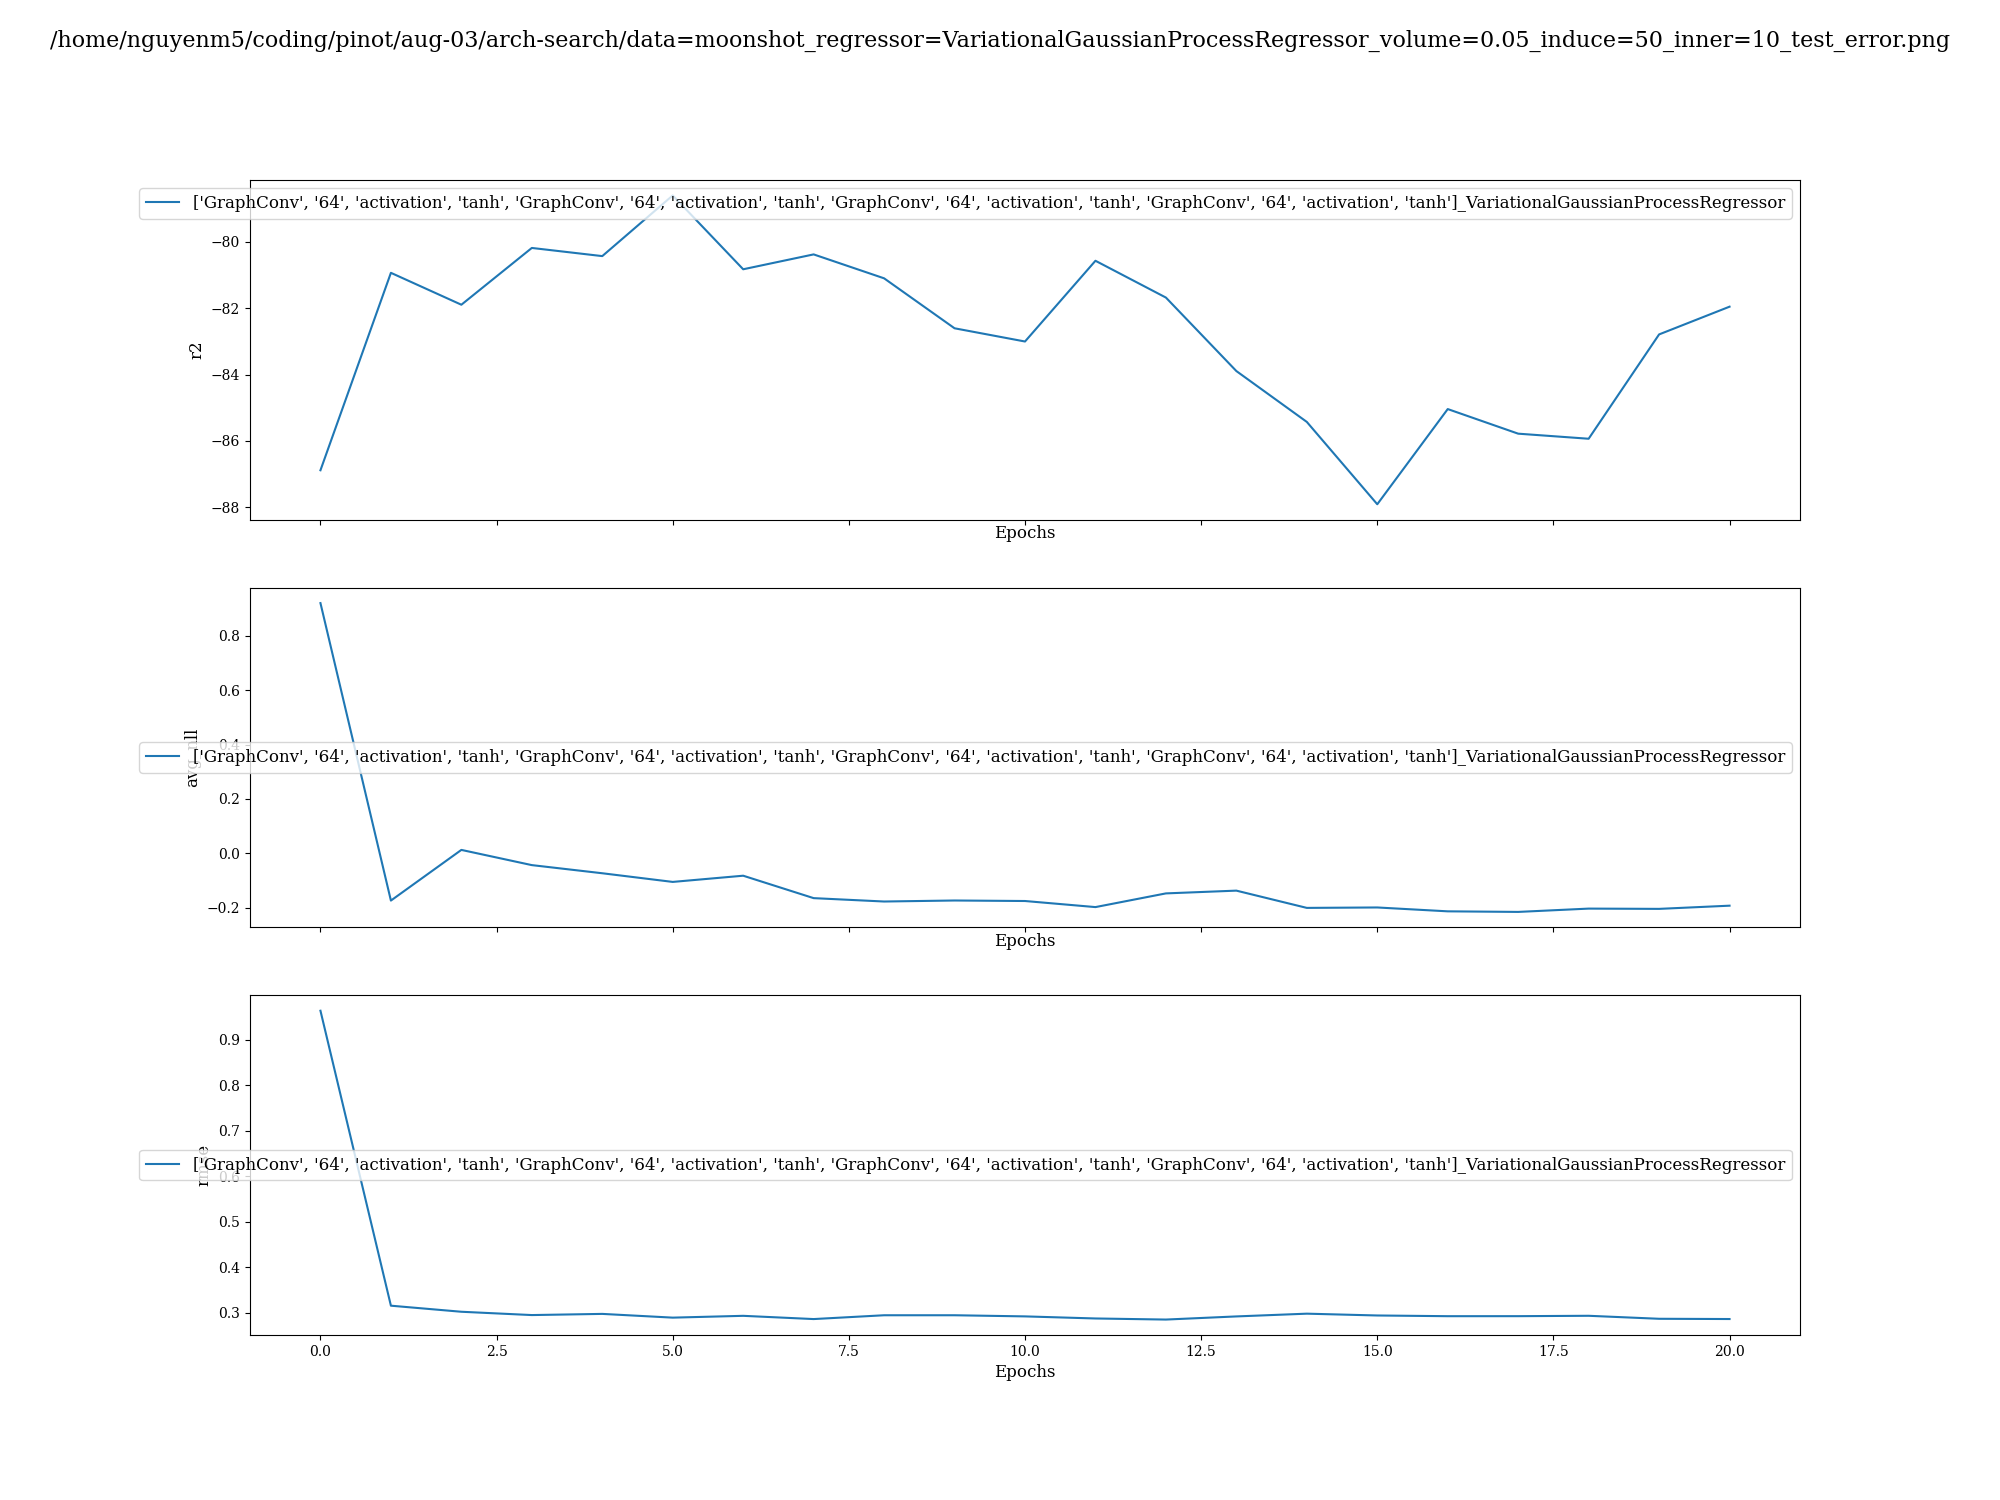 /home/nguyenm5/coding/pinot/aug-03/arch-search/data=moonshot_regressor=VariationalGaussianProcessRegressor_volume=0.05_induce=50_inner=10_test_error.png
['GraphConv', '64', 'activation', 'tanh', 'GraphConv', '64', 'activation', 'tanh', 'GraphConv', '64', 'activation', 'tanh', 'GraphConv', '64', 'activation', 'tanh']_VariationalGaussianProcessRegressor
−80
−82
r2
−84
−86
−88
Epochs
0.8
0.6
0.4
['GraphConv', '64', 'activation', 'tanh', 'GraphConv', '64', 'activation', 'tanh', 'GraphConv', '64', 'activation', 'tanh', 'GraphConv', '64', 'activation', 'tanh']_VariationalGaussianProcessRegressor
0.2
0.0
−0.2
Epochs
0.9
0.8
0.7
['GraphConv', '64', 'activation', 'tanh', 'GraphConv', '64', 'activation', 'tanh', 'GraphConv', '64', 'activation', 'tanh', 'GraphConv', '64', 'activation', 'tanh']_VariationalGaussianProcessRegressor
rmse
0.6
0.5
0.4
0.3
0.0 2.5 5.0 7.5 10.0 12.5 15.0 17.5 20.0
Epochs